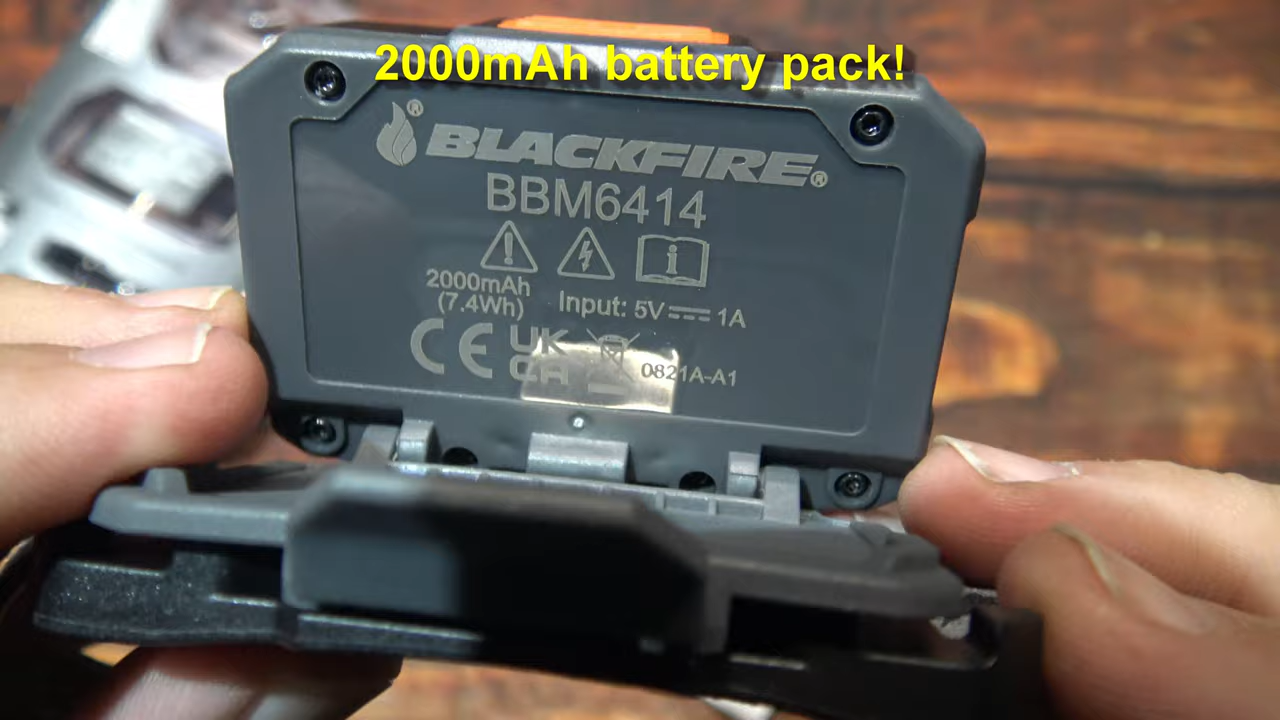 2000mAh battery pack!
BLACKFIRE®
BBM6414
2000mAh
(7.4Wh)
Input: 5V⎓1A
CE
UK
CA
0821A-A1